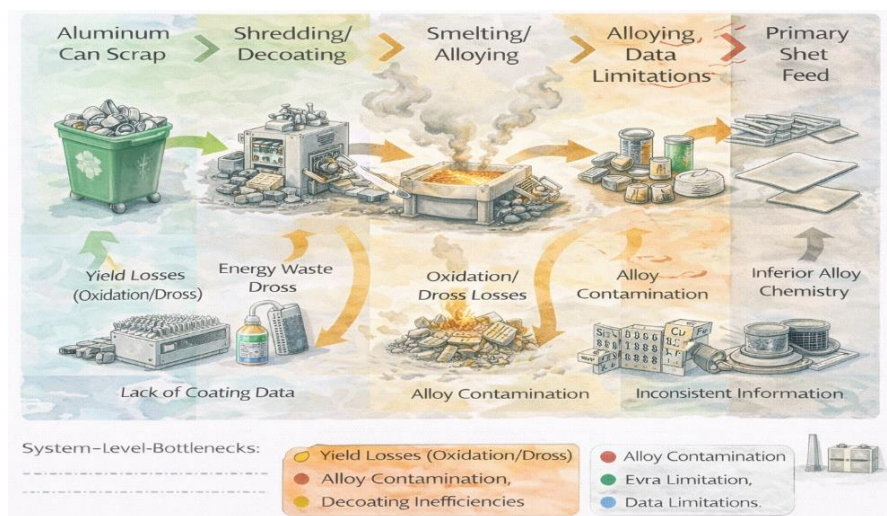 Aluminum
Can Scrap
Shredding/
Decoating
Smelting/
Alloying
Alloying
Data
Limitations
Primary
Shet
Feed
Yield Losses
(Oxidation/Dross)
Energy Waste
Dross
Oxidation/
Dross Losses
Alloy
Contamination
Inferior Alloy
Chemistry
Lack of Coating Data
Alloy Contamination
Inconsistent Information
System-Level-Bottlenecks:
Yield Losses (Oxidation/Dross)
Alloy Contamination,
Decoating Inefficiencies
Alloy Contamination
Evra Limitation,
Data Limitations.